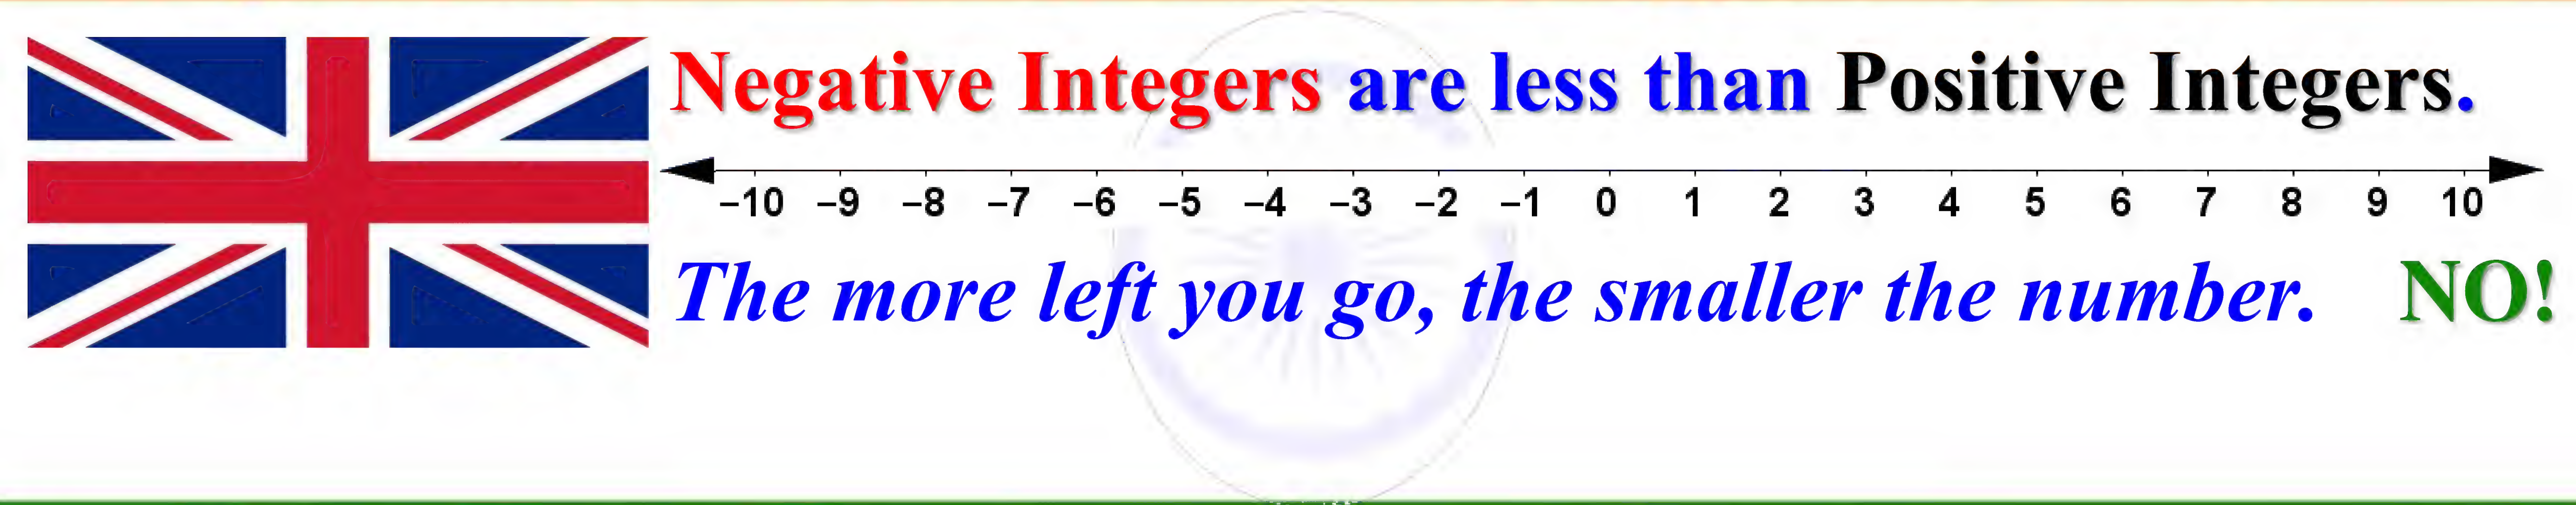 Negative Integers are less than Positive Integers.
–10 –9 –8 –7 –6 –5 –4 –3 –2 –1 0 1 2 3 4 5 6 7 8 9 10
The more left you go, the smaller the number. NO!